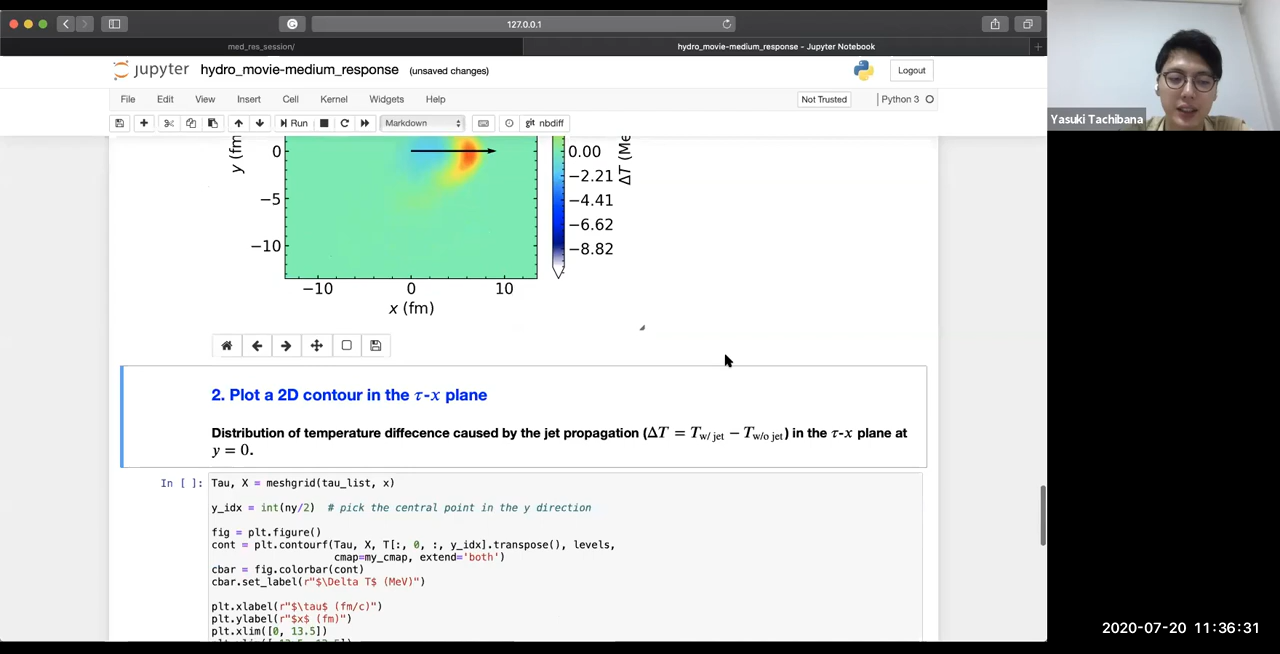 127.0.0.1
med_res_session/
hydro_movie-medium_response - Jupyter Notebook
jupyter hydro_movie-medium_response (unsaved changes)
Logout
File Edit View Insert Cell Kernel Widgets Help
Not Trusted
Python 3
Run
Markdown
git nbdiff
Yasuki Tachibana
y (fm
0
−5
−10
−10 0 10
x (fm)
0.00
−2.21
−4.41
−6.62
−8.82
ΔT (Me
2. Plot a 2D contour in the τ-x plane
Distribution of temperature diffecence caused by the jet propagation (ΔT = Tw/ jet − Tw/o jet) in the τ-x plane at
y = 0.
In [ ]:
Tau, X = meshgrid(tau_list, x)
y_idx = int(ny/2) # pick the central point in the y direction
fig = plt.figure()
cont = plt.contourf(Tau, X, T[:, 0, :, y_idx].transpose(), levels,
cmap=my_cmap, extend='both')
cbar = fig.colorbar(cont)
cbar.set_label(r"$\Delta T$ (MeV)")
plt.xlabel(r"$\tau$ (fm/c)")
plt.ylabel(r"$x$ (fm)")
plt.xlim([0, 13.5])
2020-07-20 11:36:31